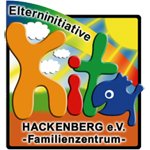 Elterninitiative
Kita
HACKENBERG e.V.
-Familienzentrum-